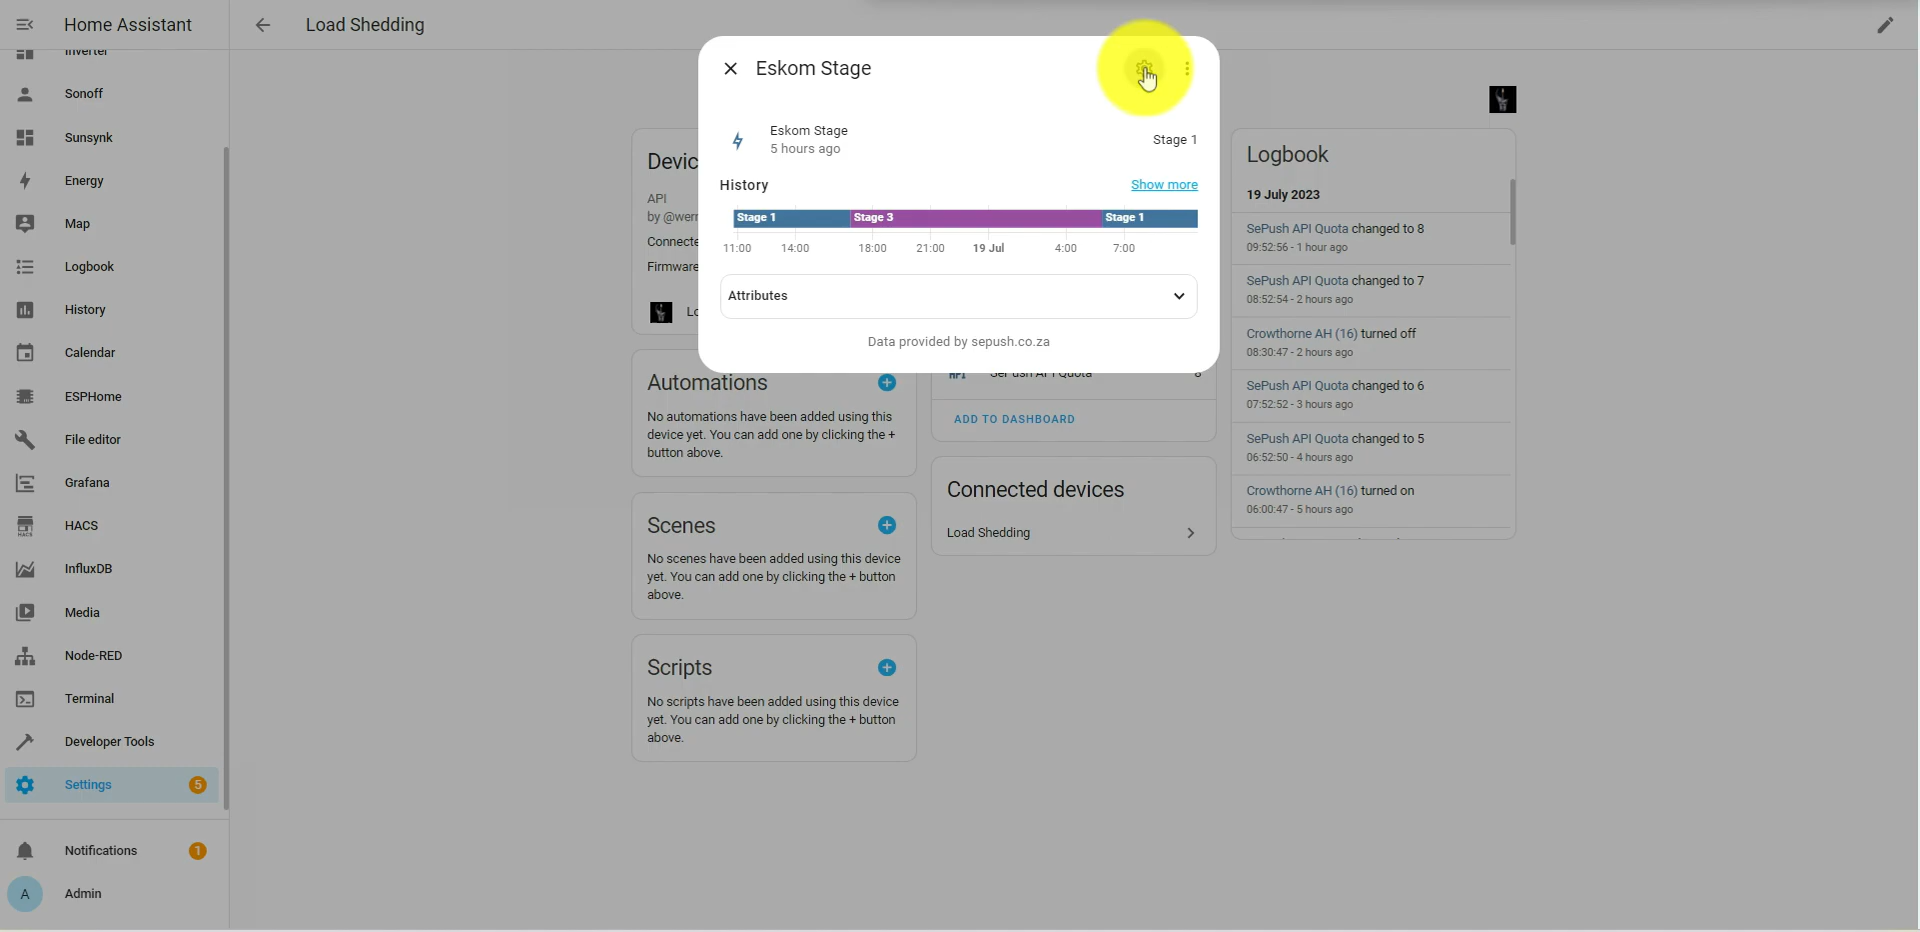 Home Assistant
Inverter
Sonoff
Sunsynk
Energy
Map
Logbook
History
Calendar
ESPHome
File editor
Grafana
HACS
HACS
InfluxDB
Media
Node-RED
Terminal
Developer Tools
Settings 5
Notifications 1
A Admin
Load Shedding
Eskom Stage
Eskom Stage
5 hours ago
Stage 1
History
Show more
Stage 1 Stage 3 Stage 1
11:00 14:00 18:00 21:00 19 Jul 4:00 7:00
Attributes
Data provided by sepush.co.za
Devic
API
by @werr
Connecte
Firmware
Lo
Automations
No automations have been added using this
device yet. You can add one by clicking the +
button above.
Scenes
No scenes have been added using this device
yet. You can add one by clicking the + button
above.
Scripts
No scripts have been added using this device
yet. You can add one by clicking the + button
above.
API SePush API Quota 8
ADD TO DASHBOARD
Connected devices
Load Shedding
Logbook
19 July 2023
SePush API Quota changed to 8
09:52:56 - 1 hour ago
SePush API Quota changed to 7
08:52:54 - 2 hours ago
Crowthorne AH (16) turned off
08:30:47 - 2 hours ago
SePush API Quota changed to 6
07:52:52 - 3 hours ago
SePush API Quota changed to 5
06:52:50 - 4 hours ago
Crowthorne AH (16) turned on
06:00:47 - 5 hours ago